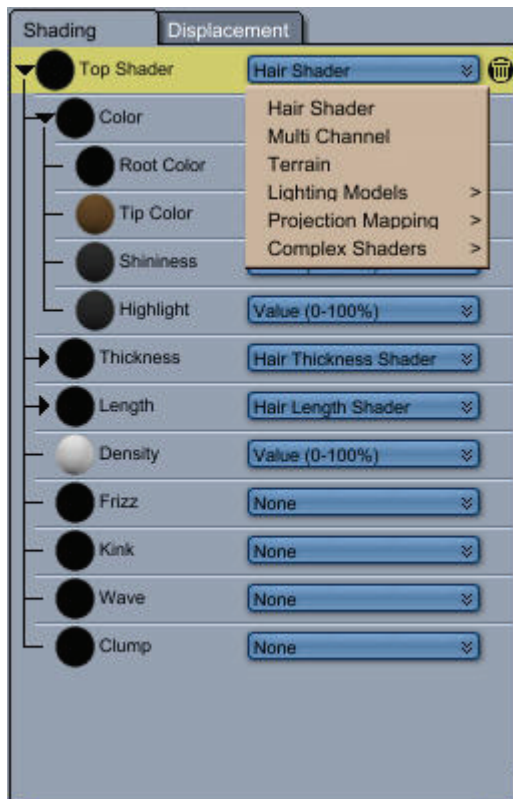 Shading Displacement
Top Shader Hair Shader
Color
Hair Shader
Multi Channel
Terrain
Lighting Models >
Projection Mapping >
Complex Shaders >
Root Color
Tip Color
Shininess
Highlight Value (0-100%)
Thickness Hair Thickness Shader
Length Hair Length Shader
Density Value (0-100%)
Frizz None
Kink None
Wave None
Clump None